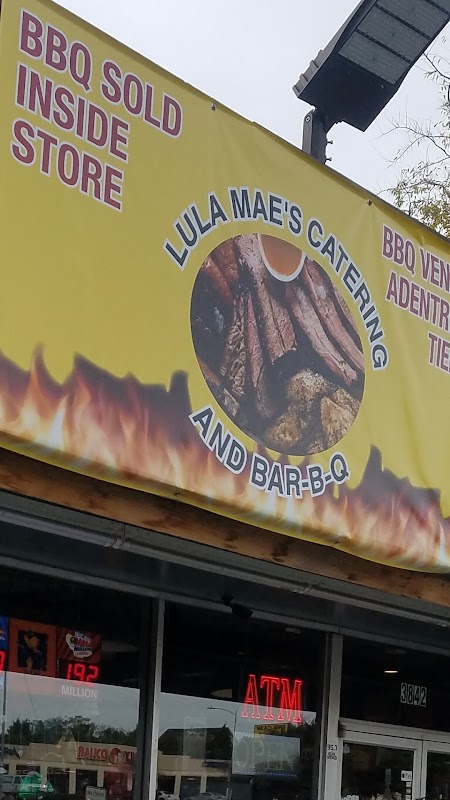 BBQ SOLD
INSIDE
STORE
LULA MAE'S CATERING
AND BAR-B-Q
BBQ VEN
ADENTR
TIE
192
MILLION
ATM
3842